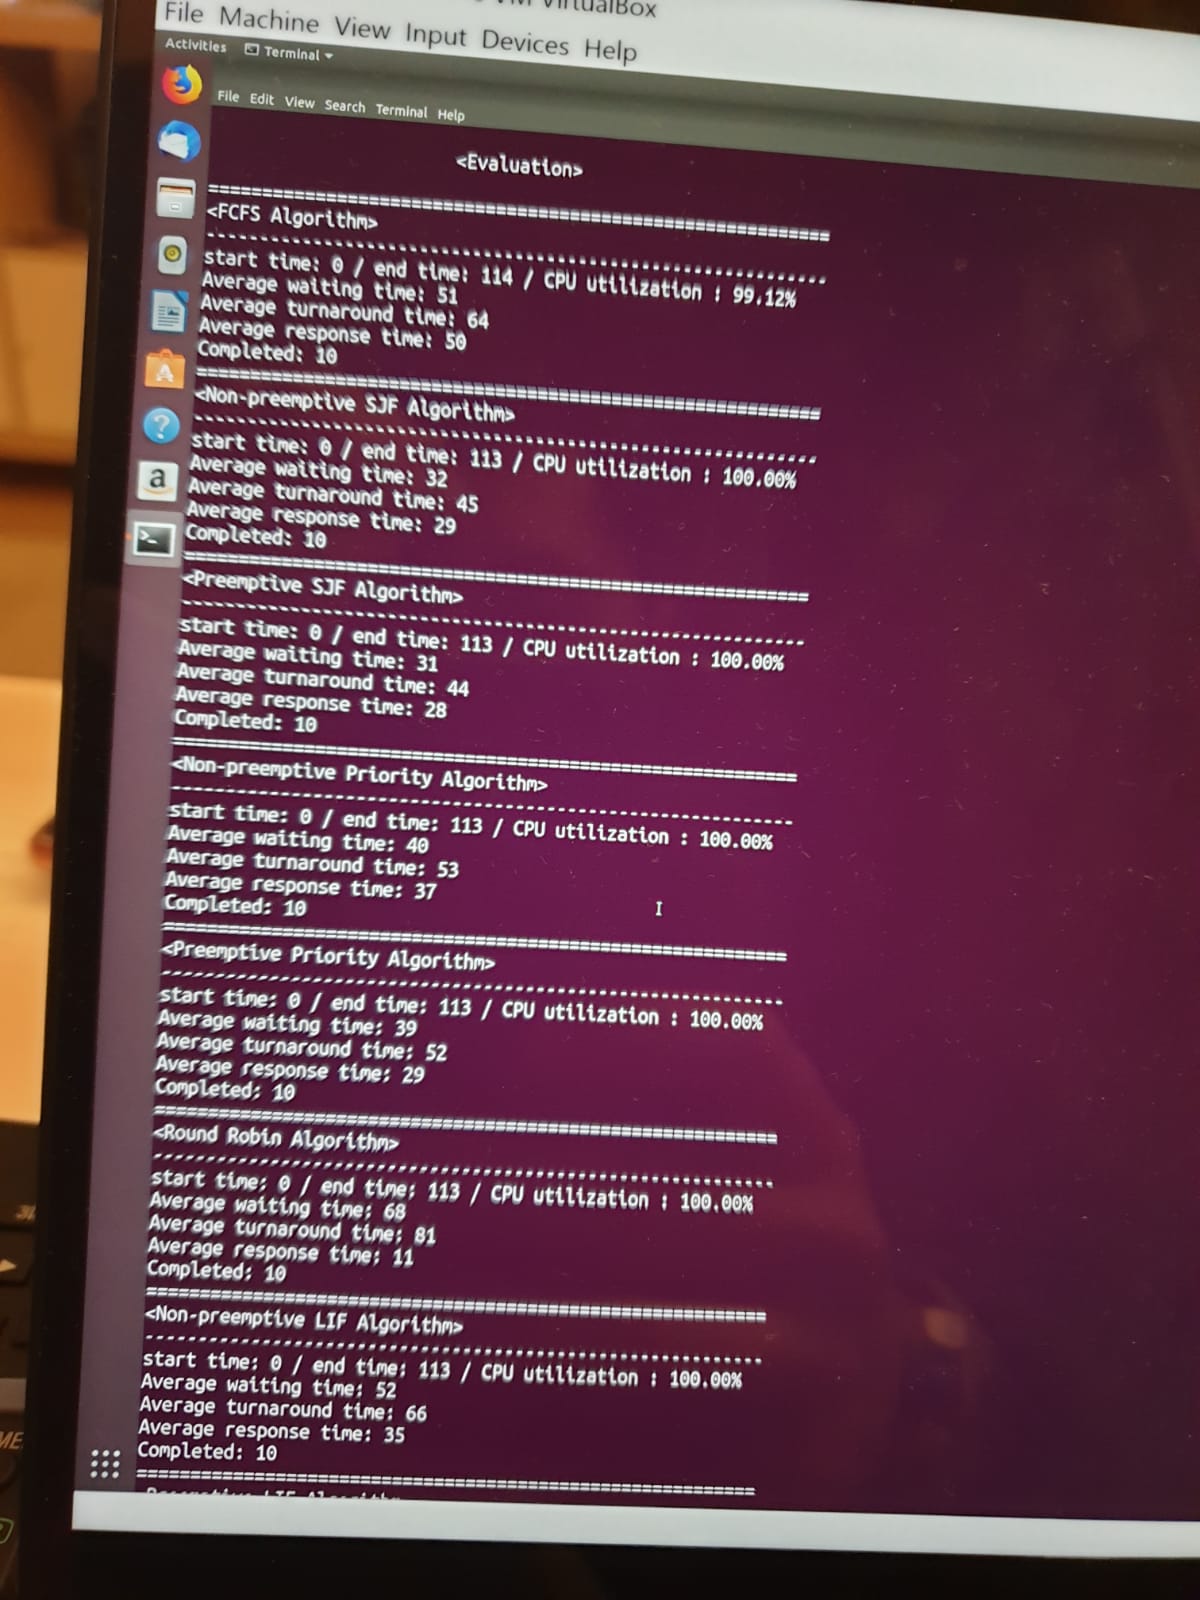 VM VirtualBox
File Machine View Input Devices Help
Activities Terminal
File Edit View Search Terminal Help
<Evaluation>
==========================================================
<FCFS Algorithm>
----------------------------------------------------------
start time: 0 / end time: 114 / CPU utilization : 99.12%
Average waiting time: 51
Average turnaround time: 64
Average response time: 50
Completed: 10
==========================================================
<Non-preemptive SJF Algorithm>
----------------------------------------------------------
start time: 0 / end time: 113 / CPU utilization : 100.00%
Average waiting time: 32
Average turnaround time: 45
Average response time: 29
Completed: 10
==========================================================
<Preemptive SJF Algorithm>
----------------------------------------------------------
start time: 0 / end time: 113 / CPU utilization : 100.00%
Average waiting time: 31
Average turnaround time: 44
Average response time: 28
Completed: 10
==========================================================
<Non-preemptive Priority Algorithm>
----------------------------------------------------------
start time: 0 / end time: 113 / CPU utilization : 100.00%
Average waiting time: 40
Average turnaround time: 53
Average response time: 37
Completed: 10
==========================================================
<Preemptive Priority Algorithm>
----------------------------------------------------------
start time: 0 / end time: 113 / CPU utilization : 100.00%
Average waiting time: 39
Average turnaround time: 52
Average response time: 29
Completed: 10
==========================================================
<Round Robin Algorithm>
----------------------------------------------------------
start time: 0 / end time: 113 / CPU utilization : 100.00%
Average waiting time: 68
Average turnaround time: 81
Average response time: 11
Completed: 10
==========================================================
<Non-preemptive LIF Algorithm>
----------------------------------------------------------
start time: 0 / end time: 113 / CPU utilization : 100.00%
Average waiting time: 52
Average turnaround time: 66
Average response time: 35
Completed: 10
==========================================================